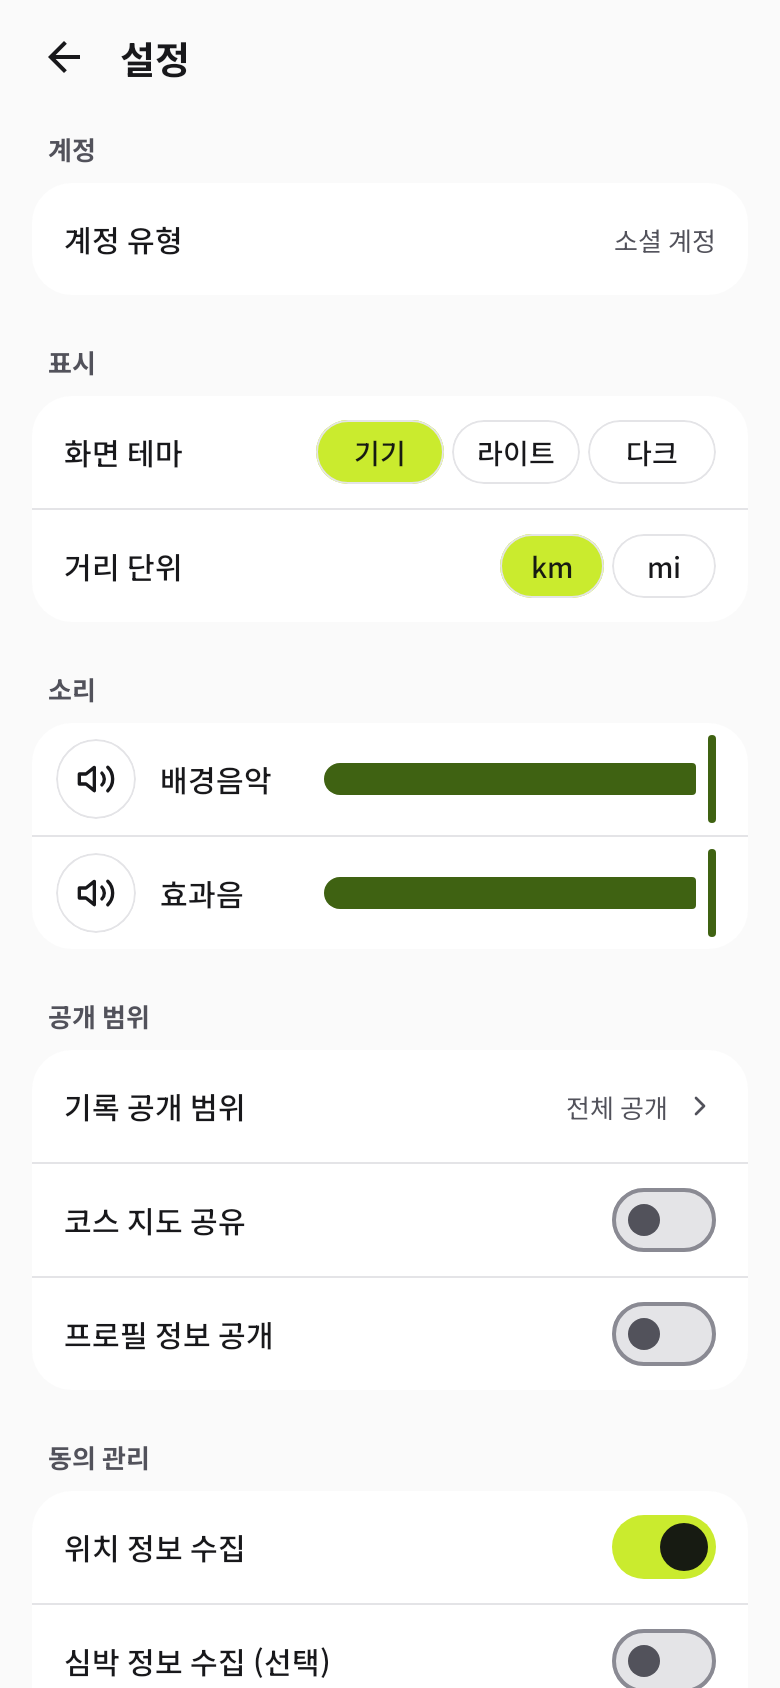 설정
계정
계정 유형 소셜 계정
표시
화면 테마 기기 라이트 다크
거리 단위 km mi
소리
배경음악
효과음
공개 범위
기록 공개 범위 전체 공개
코스 지도 공유
프로필 정보 공개
동의 관리
위치 정보 수집
심박 정보 수집 (선택)